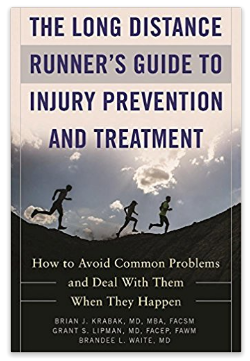 THE LONG DISTANCE
RUNNER'S GUIDE TO
INJURY PREVENTION
AND TREATMENT
How to Avoid Common Problems
and Deal With Them
When They Happen
BRIAN J. KRABAK, MD, MBA, FACSM
GRANT S. LIPMAN, MD, FACEP, FAWM
BRANDEE L. WAITE, MD